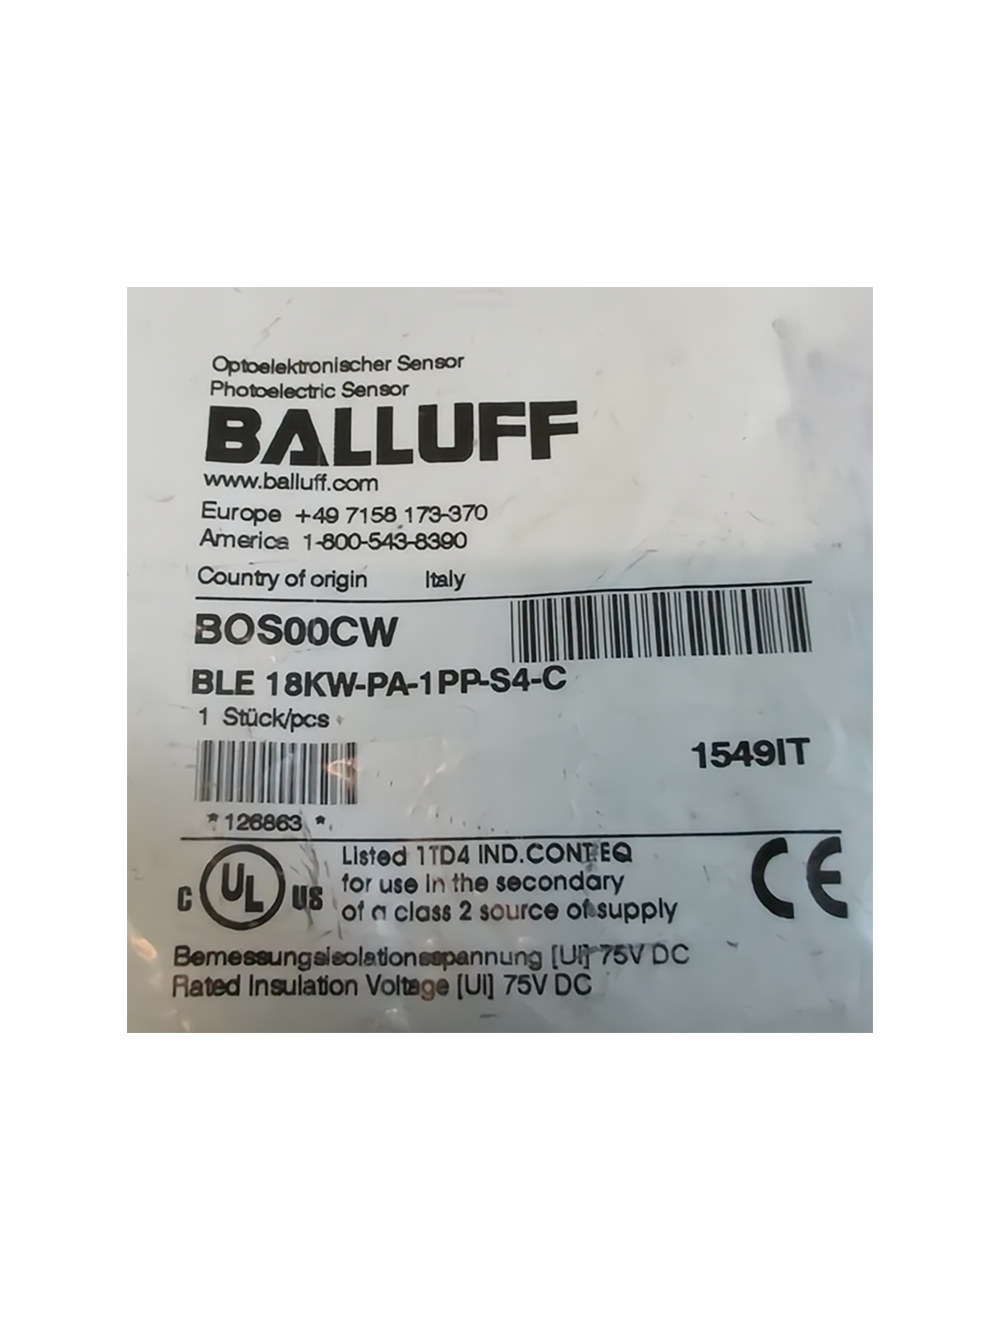 Optoelektronischer Sensor
Photoelectric Sensor
BALLUFF
www.balluff.com
Europe +49 7158 173-370
America 1-800-543-8390
Country of origin Italy
BOS00CW
BLE 18KW-PA-1PP-S4-C
1 Stück/pcs
1549IT
*126863 *
C UL US
Listed 1TD4 IND.CONT.EQ
for use in the secondary
of a class 2 source of supply
CE
Bemessungsisolationsspannung [UI] 75V DC
Rated Insulation Voltage [UI] 75V DC